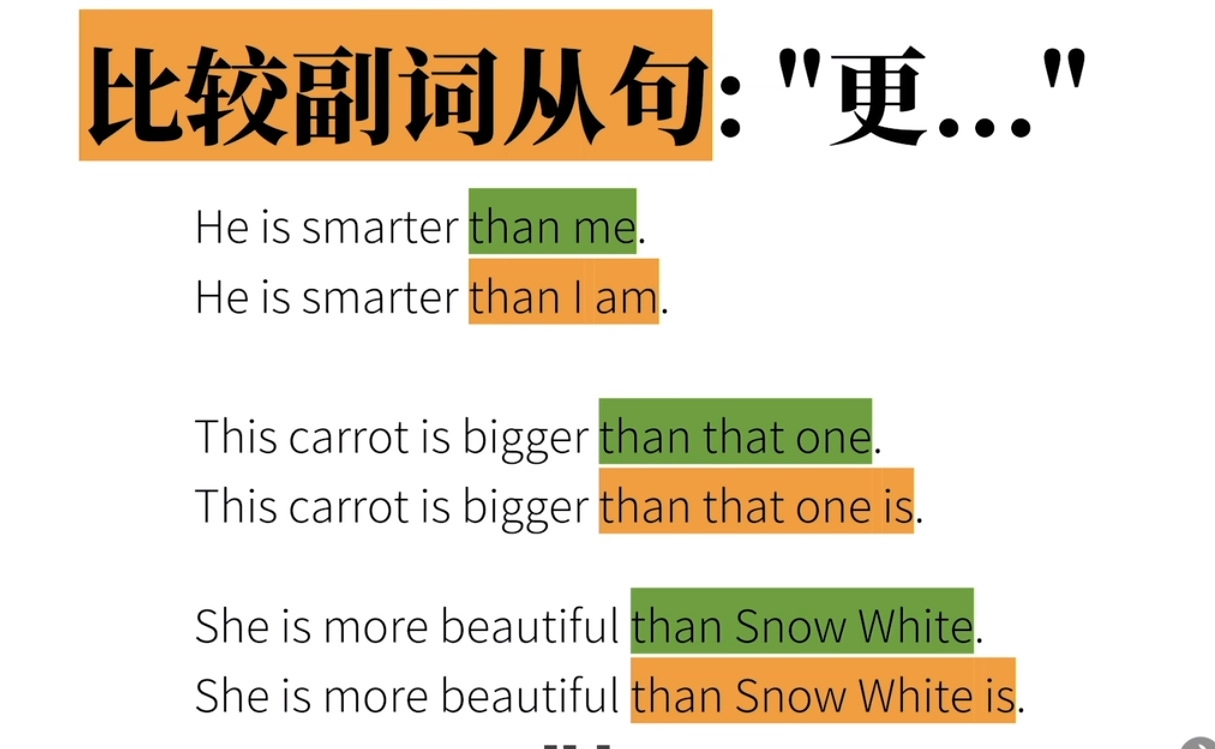 比较副词从句: "更..."
He is smarter than me.
He is smarter than I am.
This carrot is bigger than that one.
This carrot is bigger than that one is.
She is more beautiful than Snow White.
She is more beautiful than Snow White is.